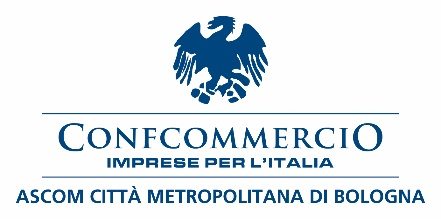 CONFCOMMERCIO
IMPRESE PER L'ITALIA
ASCOM CITTÀ METROPOLITANA DI BOLOGNA